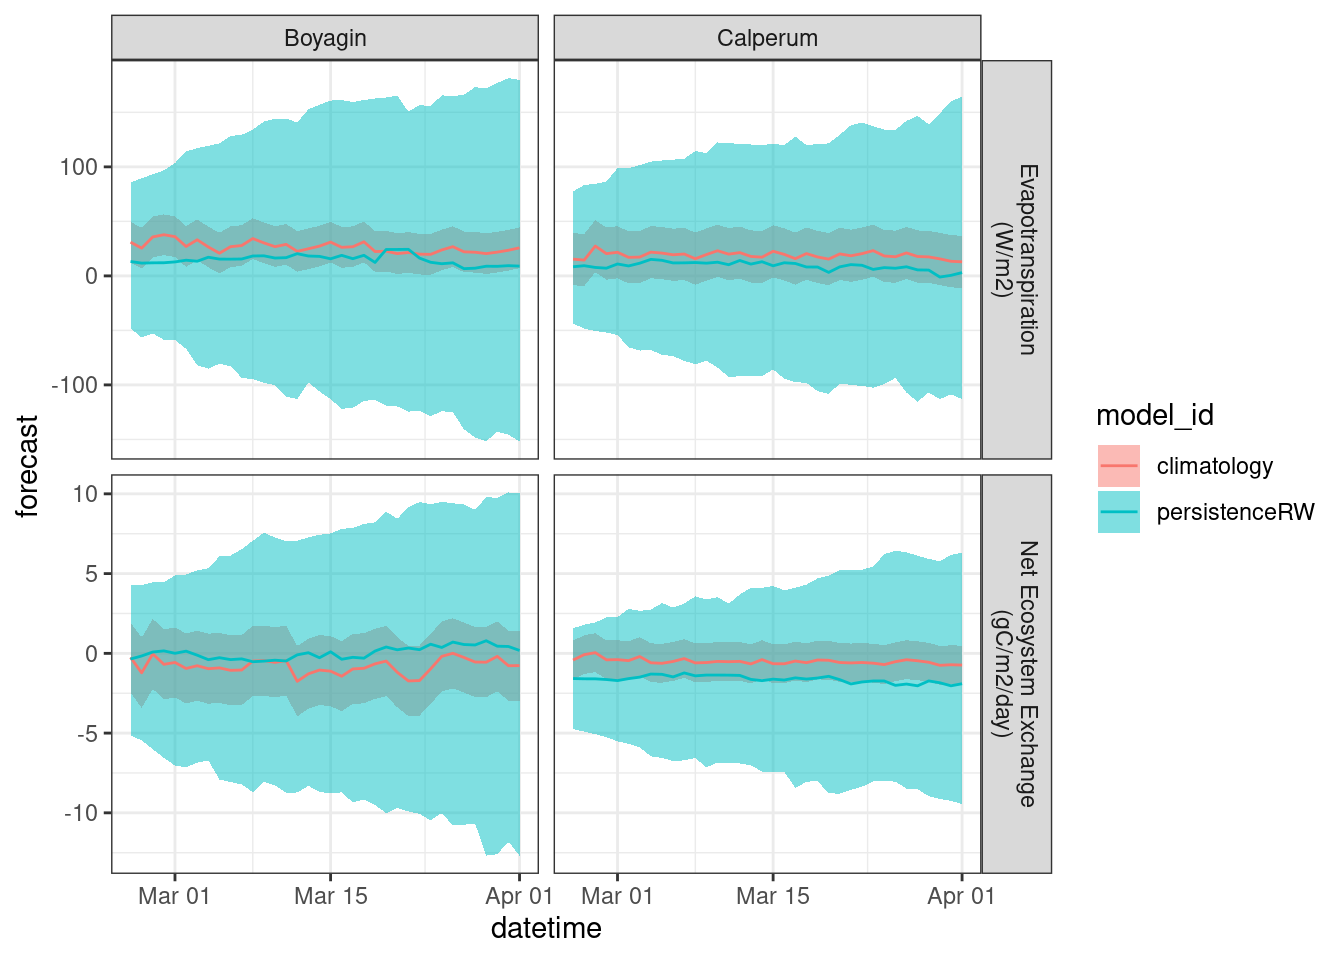 Boyagin
Calperum
100
0
-100
Evapotranspiration
(W/m2)
10
5
0
-5
-10
Net Ecosystem Exchange
(gC/m2/day)
forecast
Mar 01
Mar 15
Apr 01
Mar 01
Mar 15
Apr 01
datetime
model_id
climatology
persistenceRW